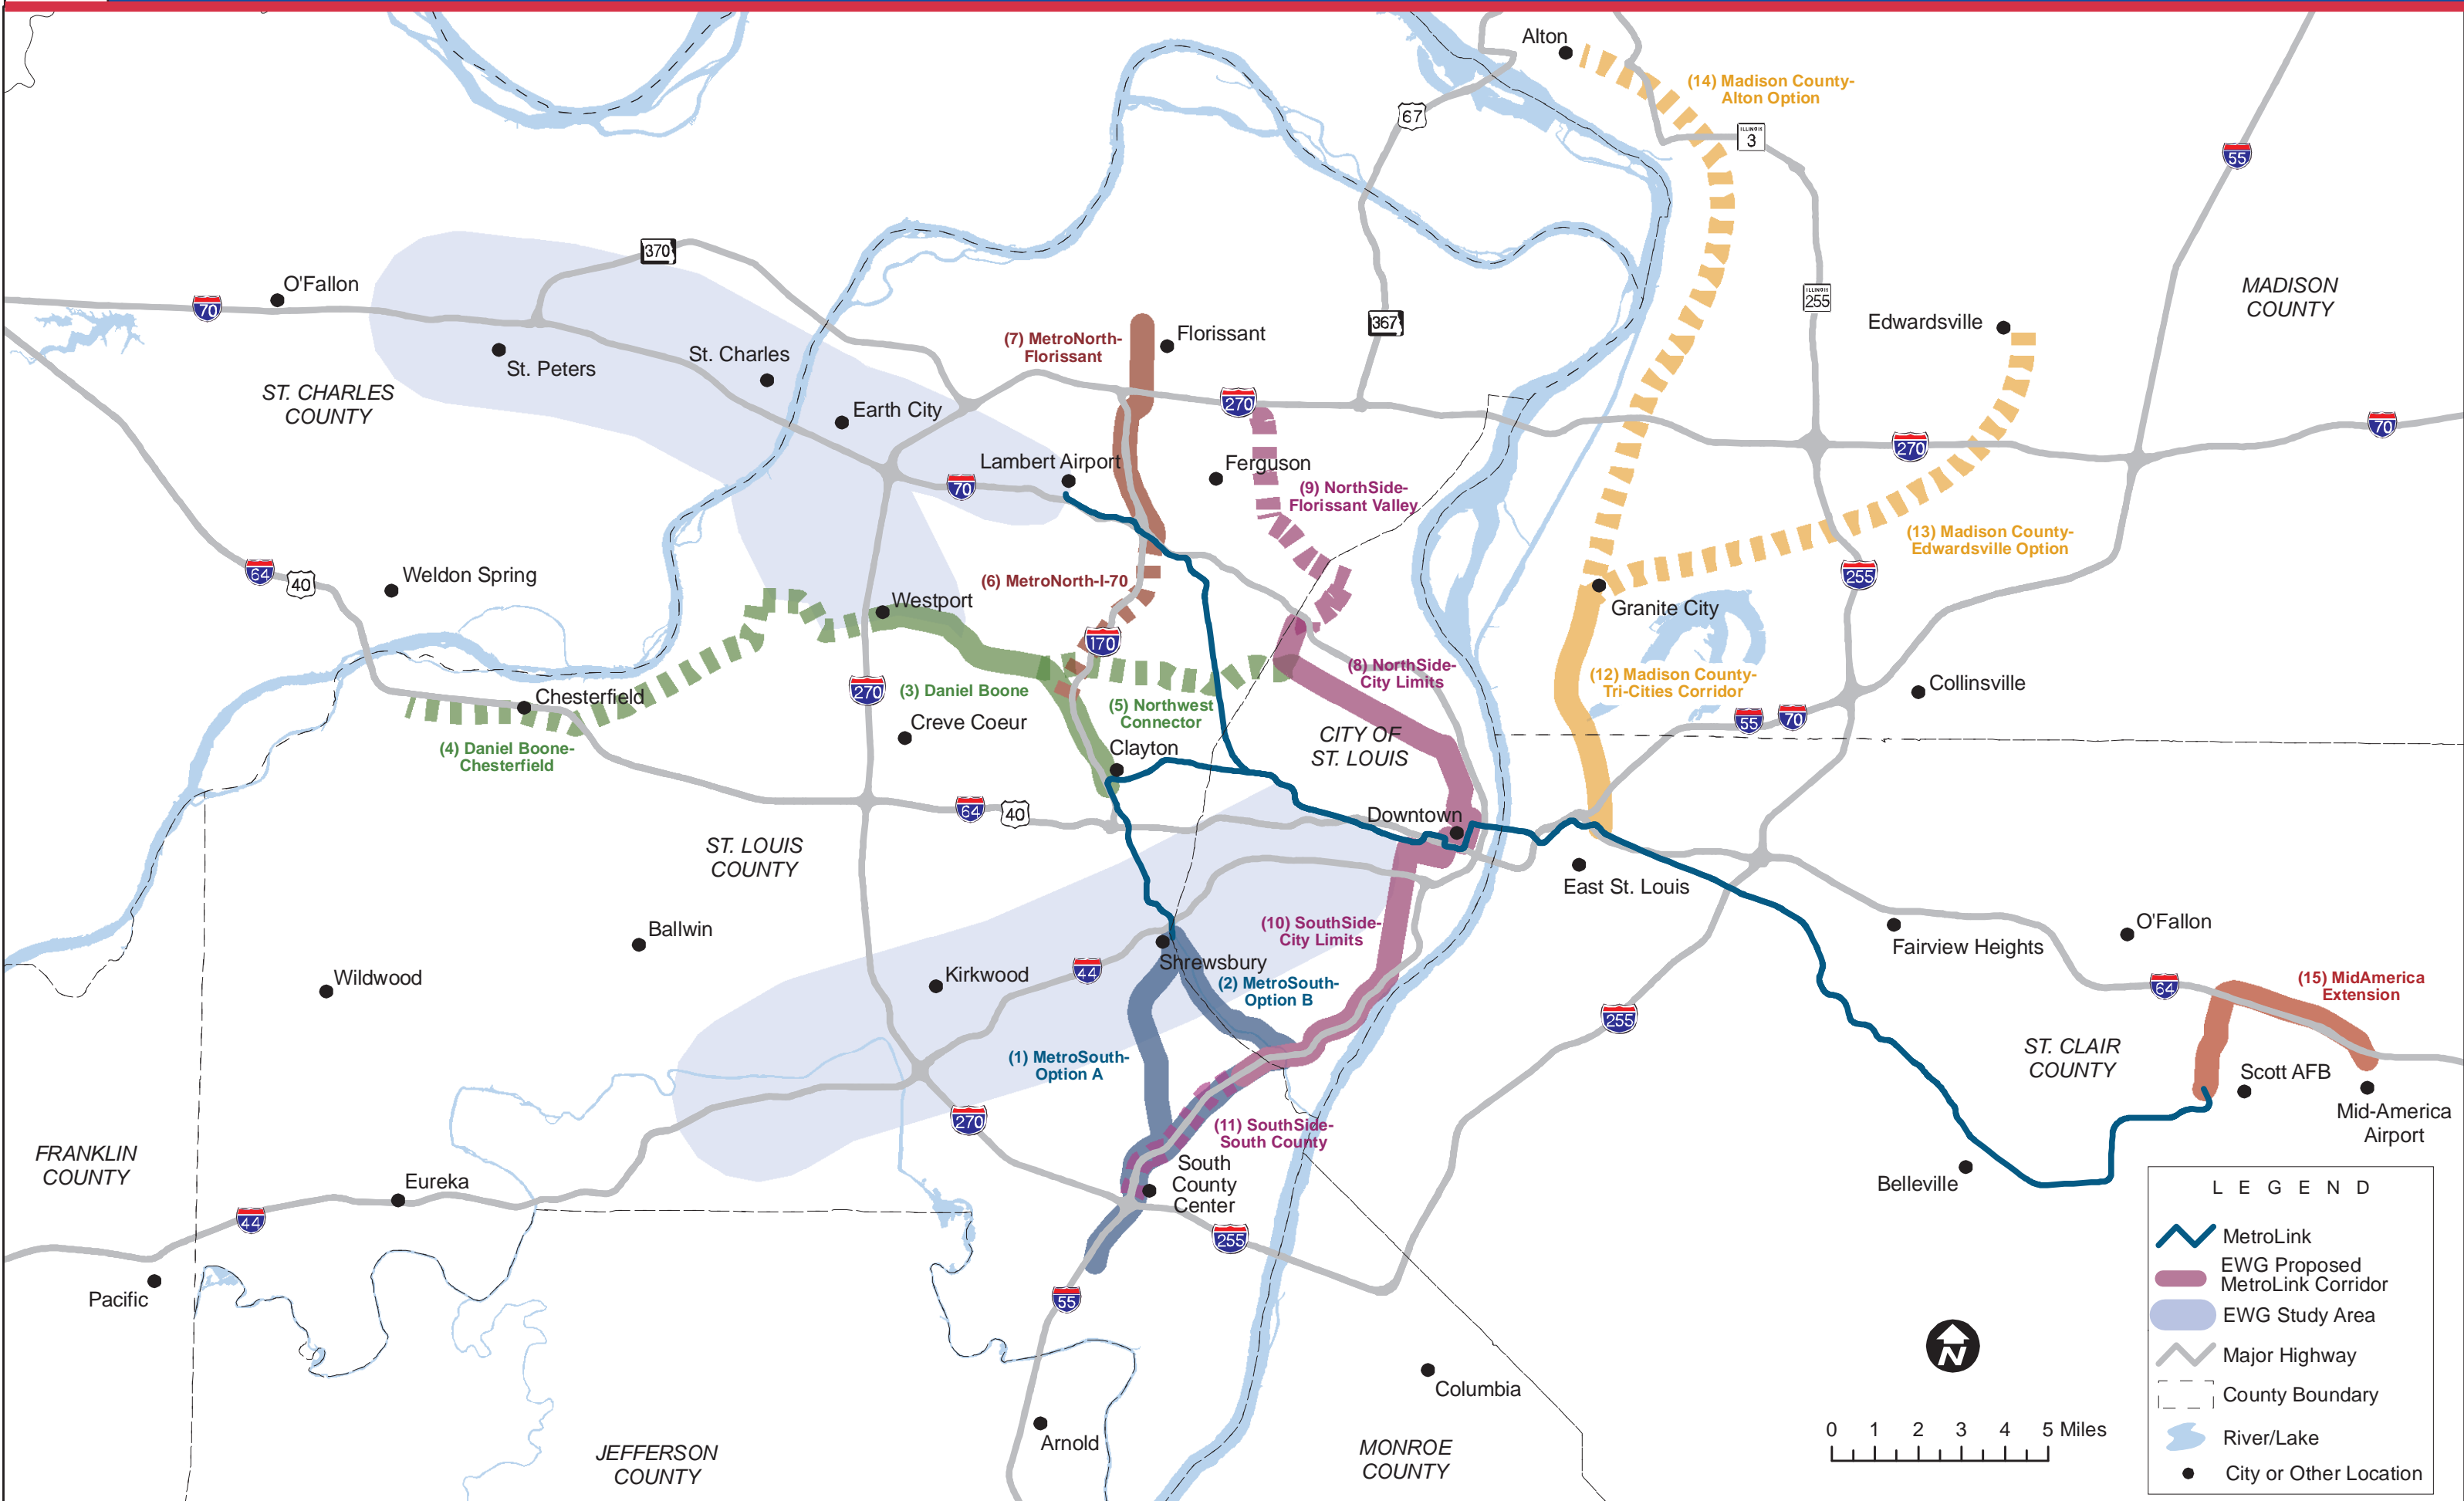 Alton
(14) Madison County-
Alton Option
67
ILLINOIS
3
55
370
O'Fallon
70
MADISON
COUNTY
ILLINOIS
255
Edwardsville
(7) MetroNorth-
Florissant
Florissant
367
St. Peters
St. Charles
ST. CHARLES
COUNTY
Earth City
270
70
270
Lambert Airport
70
Ferguson
(9) NorthSide-
Florissant Valley
(13) Madison County-
Edwardsville Option
64
40
Weldon Spring
(6) MetroNorth-I-70
255
Westport
Granite City
170
(3) Daniel Boone
270
Chesterfield
(8) NorthSide-
City Limits
(12) Madison County-
Tri-Cities Corridor
Collinsville
(5) Northwest
Connector
Creve Coeur
55
70
(4) Daniel Boone-
Chesterfield
Clayton
CITY OF
ST. LOUIS
64
40
Downtown
ST. LOUIS
COUNTY
East St. Louis
Ballwin
(10) SouthSide-
City Limits
O'Fallon
Fairview Heights
Wildwood
Kirkwood
44
Shrewsbury
(2) MetroSouth-
Option B
64
(15) MidAmerica
Extension
255
(1) MetroSouth-
Option A
ST. CLAIR
COUNTY
Scott AFB
270
Mid-America
Airport
(11) SouthSide-
South County
FRANKLIN
COUNTY
South
County
Center
Eureka
Belleville
44
255
55
Pacific
Columbia
Arnold
JEFFERSON
COUNTY
MONROE
COUNTY
N
0 1 2 3 4 5 Miles
LEGEND
MetroLink
EWG Proposed
MetroLink Corridor
EWG Study Area
Major Highway
County Boundary
River/Lake
City or Other Location